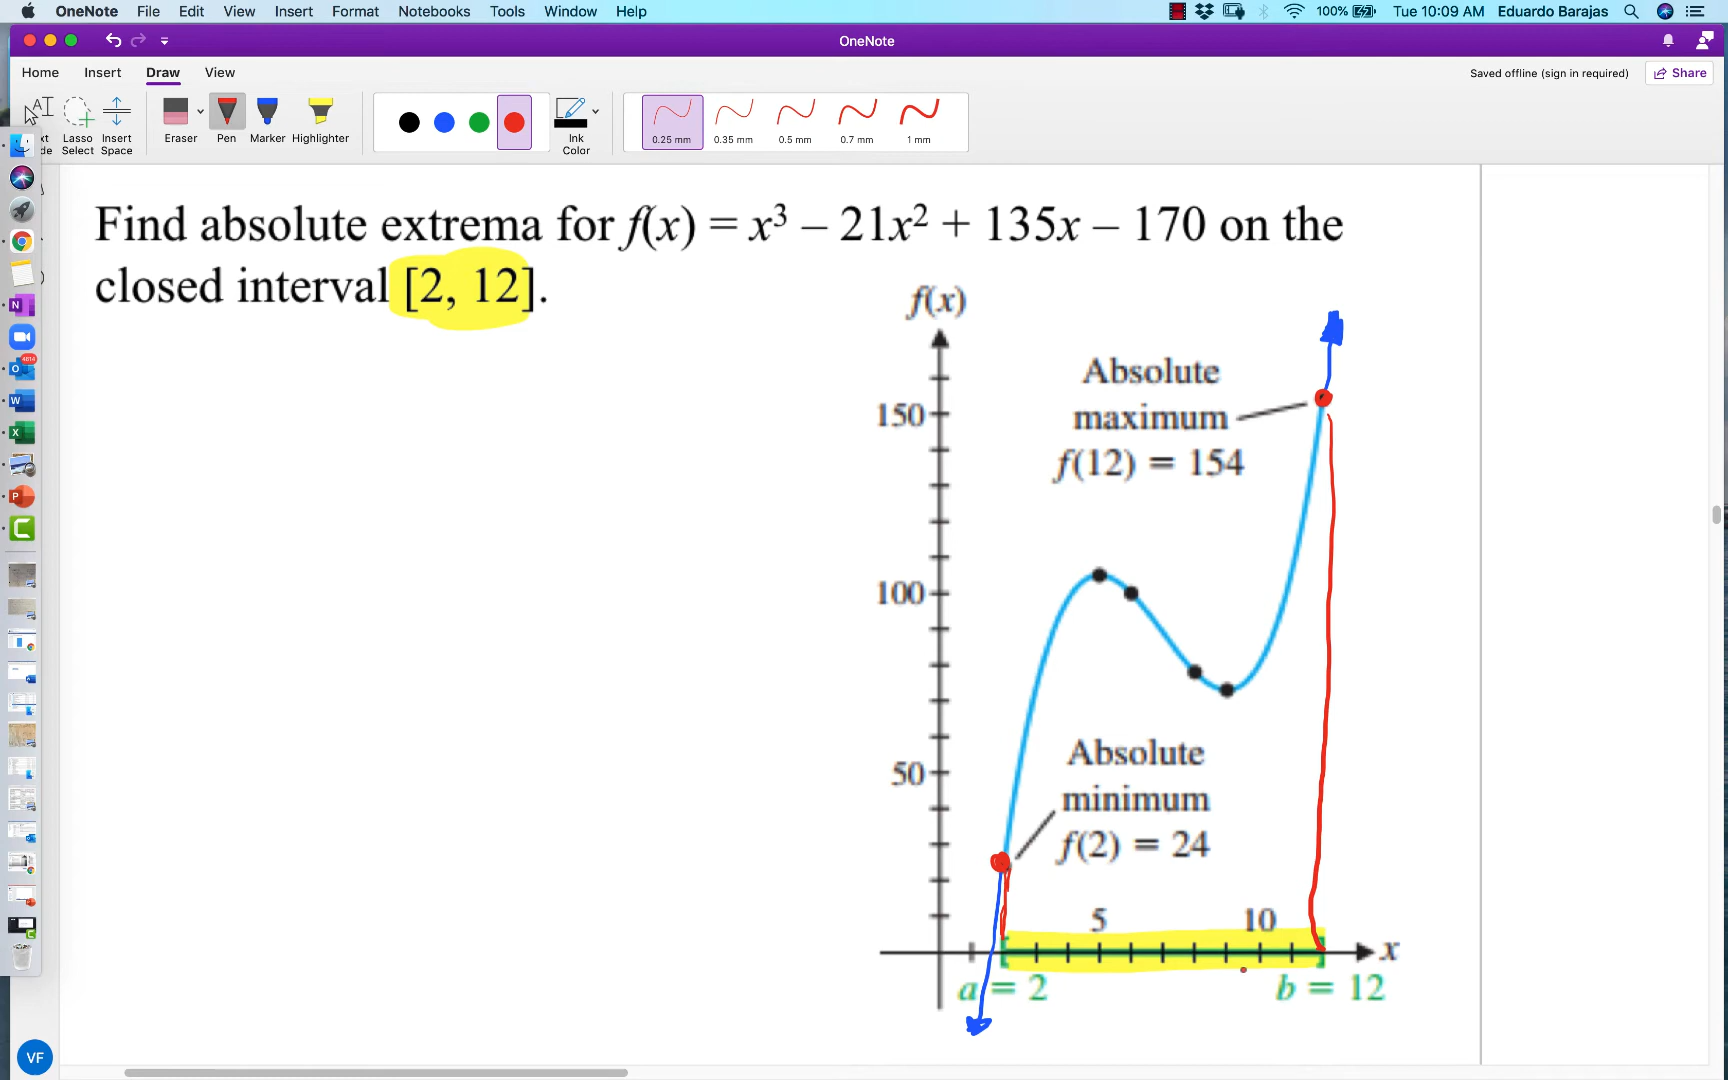 OneNote File Edit View Insert Format Notebooks Tools Window Help 100% Tue 10:09 AM Eduardo Barajas
OneNote
Home Insert Draw View Saved offline (sign in required) Share
Lasso Select
Insert Space
Eraser Pen Marker Highlighter
Ink Color
0.25 mm 0.35 mm 0.5 mm 0.7 mm 1 mm
Find absolute extrema for f(x) = x³ – 21x² + 135x – 170 on the
closed interval [2, 12].
f(x)
Absolute
maximum
f(12) = 154
150
100
50
Absolute
minimum
f(2) = 24
5 10
x
a = 2 b = 12
VF